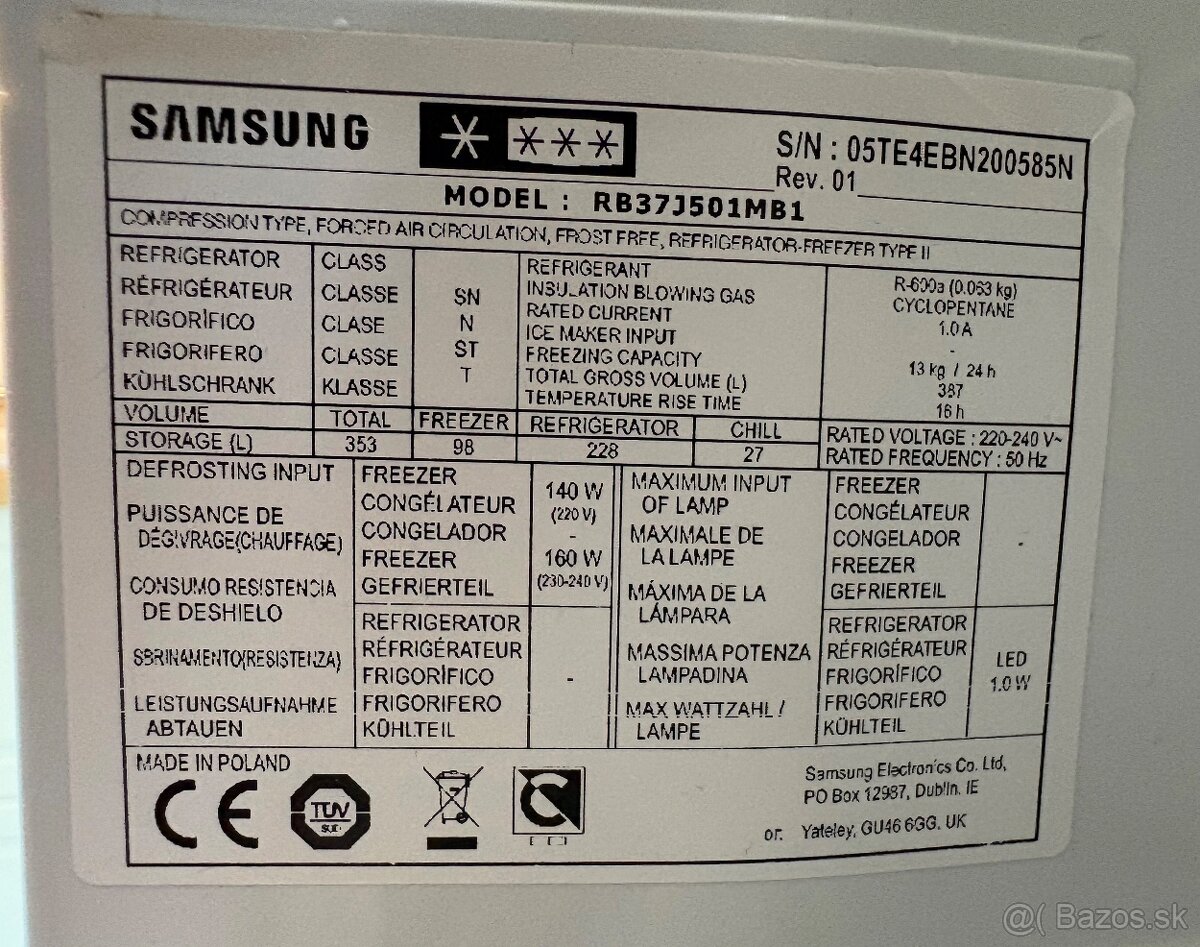 SAMSUNG
S/N : 05TE4EBN200585N
Rev. 01
MODEL : RB37J501MB1
COMPRESSION TYPE, FORCED AIR CIRCULATION, FROST FREE, REFRIGERATOR-FREEZER TYPE II
REFRIGERATOR
RÉFRIGÉRATEUR
FRIGORÍFICO
FRIGORIFERO
KÜHLSCHRANK
CLASS
CLASSE
CLASE
CLASSE
KLASSE
SN
N
ST
T
REFRIGERANT R-600a (0.063 kg)
INSULATION BLOWING GAS CYCLOPENTANE
RATED CURRENT 1.0 A
ICE MAKER INPUT -
FREEZING CAPACITY 13 kg / 24 h
TOTAL GROSS VOLUME (L) 387
TEMPERATURE RISE TIME 16 h
VOLUME TOTAL FREEZER REFRIGERATOR CHILL
STORAGE (L) 353 98 228 27
RATED VOLTAGE : 220-240 V~
RATED FREQUENCY : 50 Hz
DEFROSTING INPUT
PUISSANCE DE
DÉGIVRAGE(CHAUFFAGE)
CONSUMO RESISTENCIA
DE DESHIELO
SBRINAMENTO(RESISTENZA)
LEISTUNGSAUFNAHME
ABTAUEN
FREEZER
CONGÉLATEUR
CONGELADOR
FREEZER
GEFRIERTEIL
140 W
(220 V)
-
160 W
(230-240 V)
REFRIGERATOR
RÉFRIGÉRATEUR
FRIGORÍFICO
FRIGORIFERO
KÜHLTEIL
-
MAXIMUM INPUT
OF LAMP
MAXIMALE DE
LA LAMPE
MÁXIMA DE LA
LÁMPARA
MASSIMA POTENZA
LAMPADINA
MAX WATTZAHL /
LAMPE
FREEZER
CONGÉLATEUR
CONGELADOR
FREEZER
GEFRIERTEIL
-
REFRIGERATOR
RÉFRIGÉRATEUR
FRIGORÍFICO
FRIGORIFERO
KÜHLTEIL
LED
1.0 W
MADE IN POLAND
CE
TÜV
SÜD
Samsung Electronics Co. Ltd,
PO Box 12987, Dublin. IE
or. Yateley, GU46 6GG. UK
@( Bazos.sk